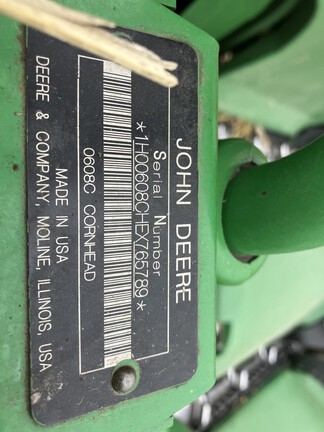 JOHN DEERE
Serial Number
*1H00608CHEX765789*
0608C CORNHEAD
MADE IN USA
DEERE & COMPANY, MOLINE, ILLINOIS, USA